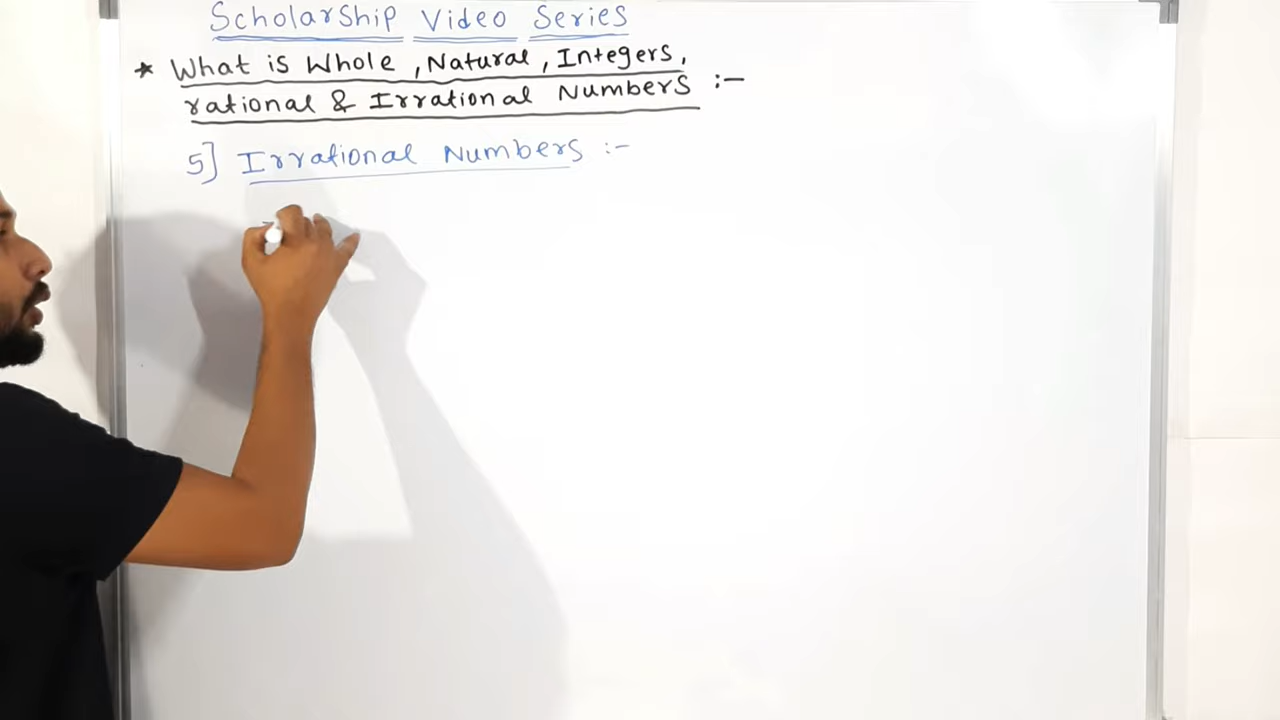 Scholarship Video Series
* What is Whole, Natural, Integers,
rational & Irrational Numbers :-
5] Irrational Numbers :-